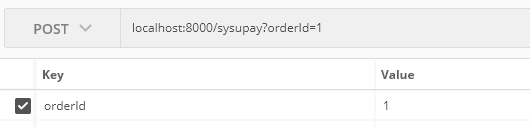 POST localhost:8000/sysupay?orderId=1
Key Value
orderId 1